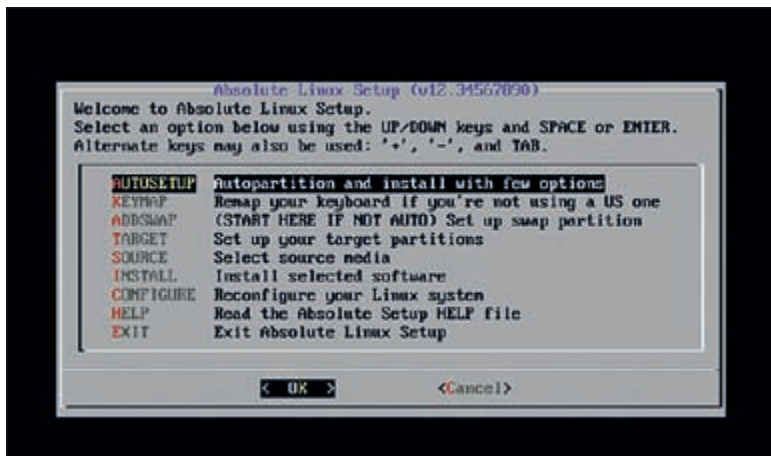 Absolute Linux Setup (v12.34567890)
Welcome to Absolute Linux Setup.
Select an option below using the UP/DOWN keys and SPACE or ENTER.
Alternate keys may also be used: '+', '-', and TAB.
AUTOSETUP Autopartition and install with few options
KEYMAP Remap your keyboard if you're not using a US one
ADDSWAP (START HERE IF NOT AUTO) Set up swap partition
TARGET Set up your target partitions
SOURCE Select source media
INSTALL Install selected software
CONFIGURE Reconfigure your Linux system
HELP Read the Absolute Setup HELP file
EXIT Exit Absolute Linux Setup
< OK > <Cancel>